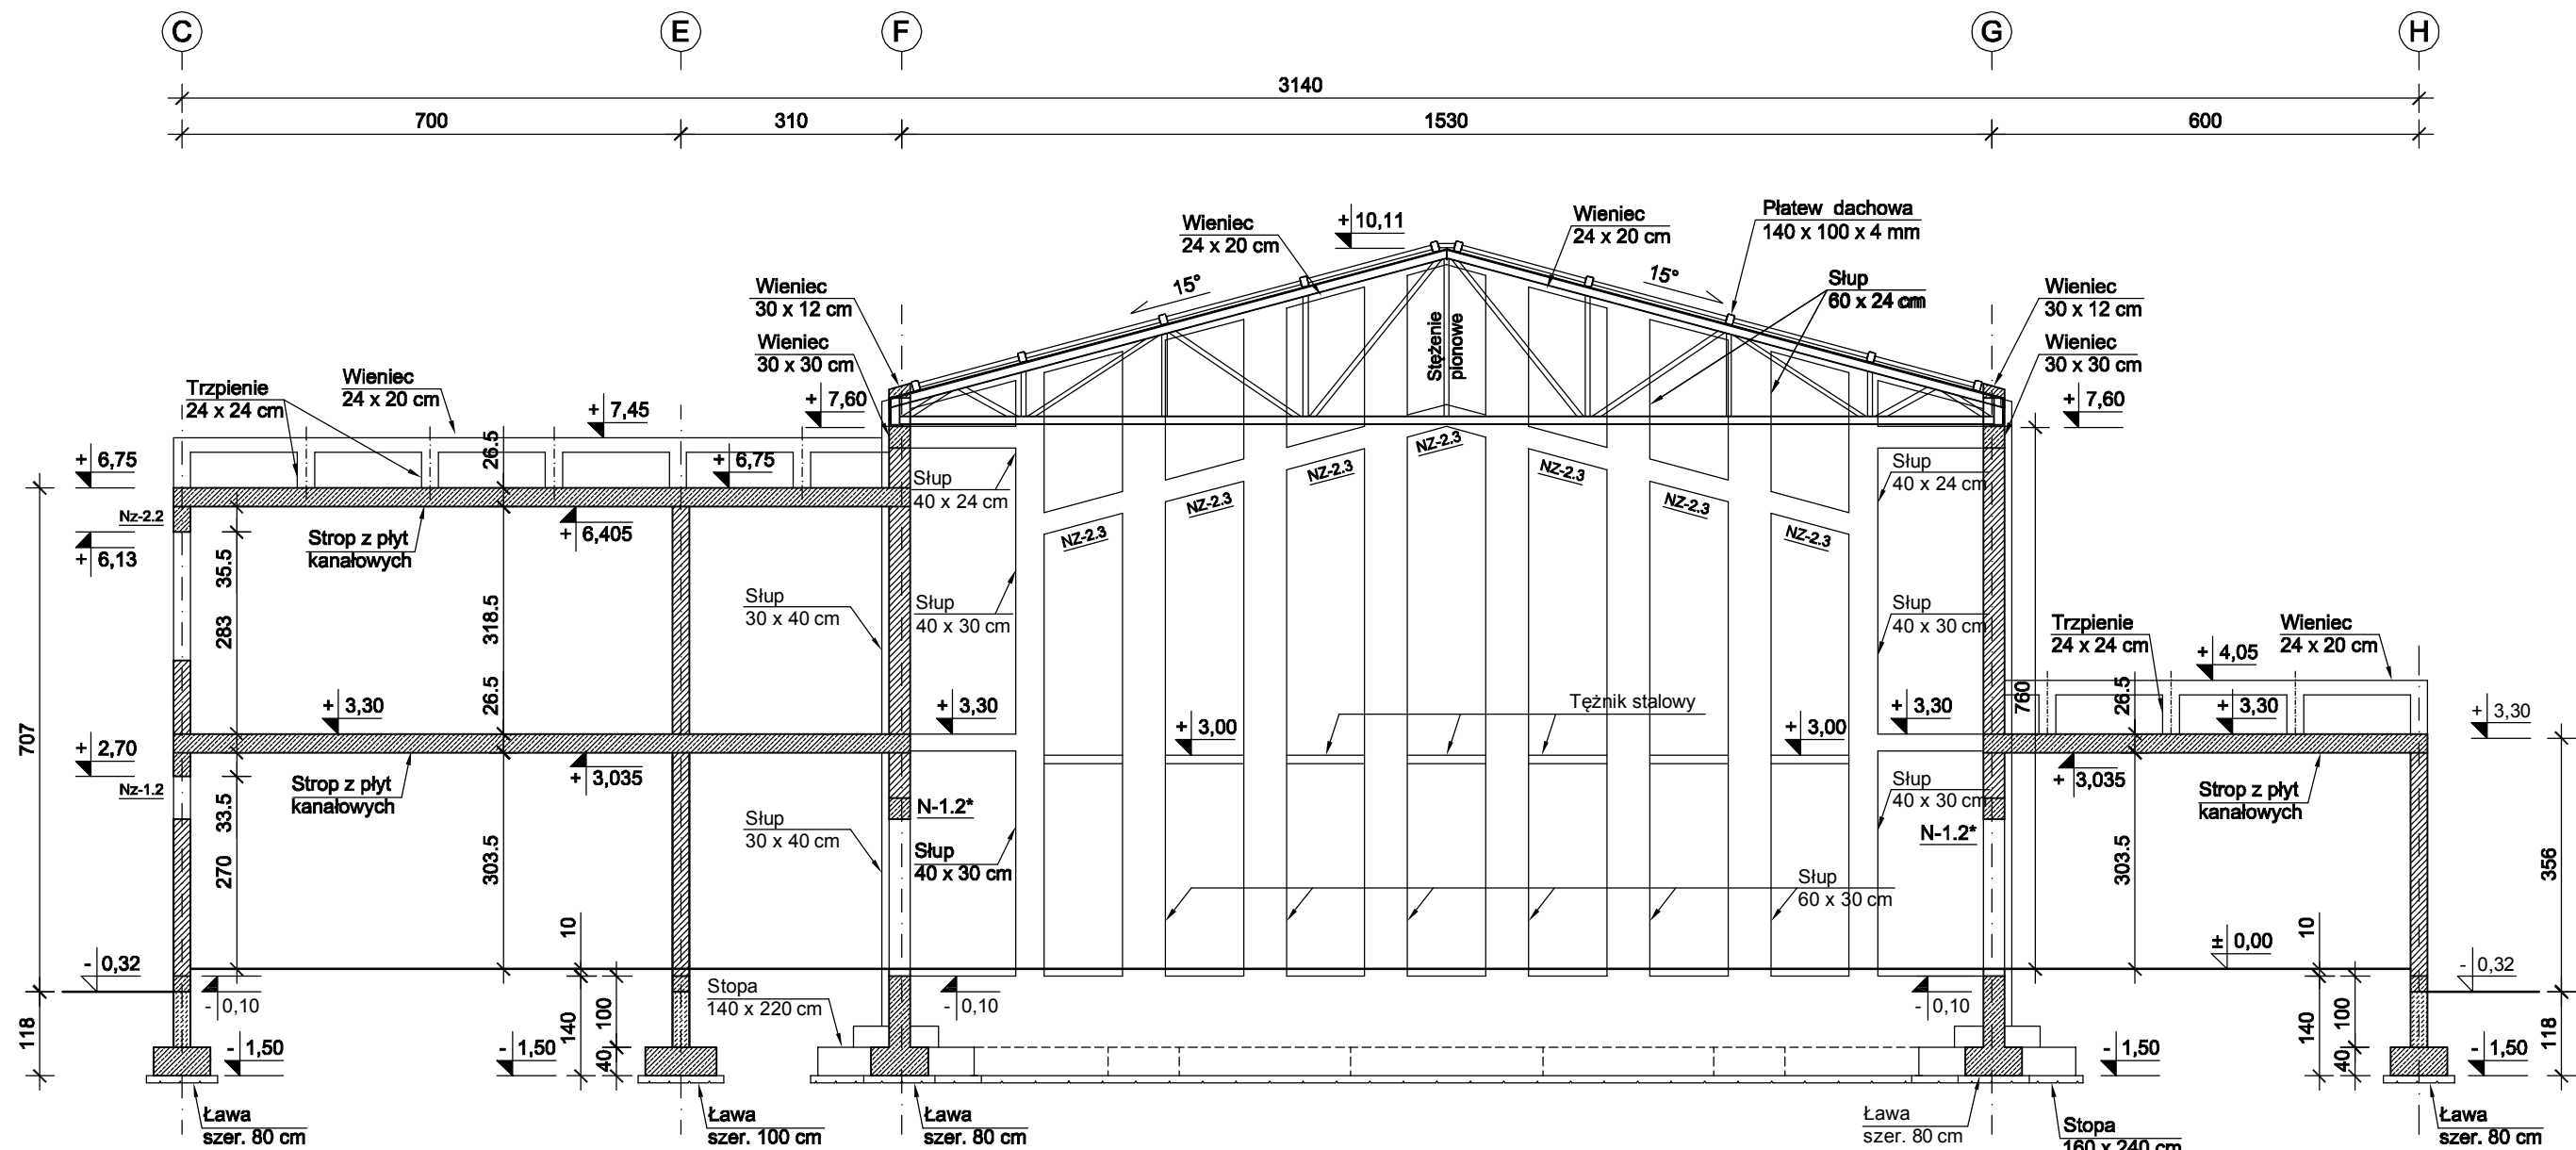 C E F G H
3140
700 310 1530 600
Wieniec
24 x 20 cm
+ 10,11
Wieniec
24 x 20 cm
Płatew dachowa
140 x 100 x 4 mm
15°
15°
Słup
60 x 24 cm
Wieniec
30 x 12 cm
Wieniec
30 x 30 cm
Wieniec
30 x 12 cm
Wieniec
30 x 30 cm
Stężenie
pionowe
Trzpienie
24 x 24 cm
Wieniec
24 x 20 cm
+ 7,45
+ 7,60
+ 7,60
+ 6,75
26.5
+ 6,75
Słup
40 x 24 cm
Słup
40 x 24 cm
NZ-2.3
NZ-2.3
NZ-2.3
NZ-2.3
NZ-2.3
NZ-2.3
NZ-2.3
Nz-2.2
+ 6,13
Strop z płyt
kanałowych
+ 6,405
35.5
283
318.5
26.5
Słup
30 x 40 cm
Słup
40 x 30 cm
Słup
40 x 30 cm
Trzpienie
24 x 24 cm
Wieniec
24 x 20 cm
+ 4,05
707
+ 3,30
+ 3,30
+ 3,00
Tężnik stalowy
+ 3,00
+ 3,30
760
26.5
+ 3,30
+ 3,30
+ 2,70
Nz-1.2
Strop z płyt
kanałowych
+ 3,035
33.5
270
303.5
Słup
30 x 40 cm
N-1.2*
Słup
40 x 30 cm
Słup
40 x 30 cm
N-1.2*
Słup
60 x 30 cm
+ 3,035
Strop z płyt
kanałowych
303.5
356
10
± 0,00
10
- 0,32
- 0,10
Stopa
140 x 220 cm
- 0,10
- 0,10
- 0,32
118
- 1,50
- 1,50
140
100
40
- 1,50
140
100
40
- 1,50
118
Ława
szer. 80 cm
Ława
szer. 100 cm
Ława
szer. 80 cm
Ława
szer. 80 cm
Stopa
160 x 240 cm
Ława
szer. 80 cm